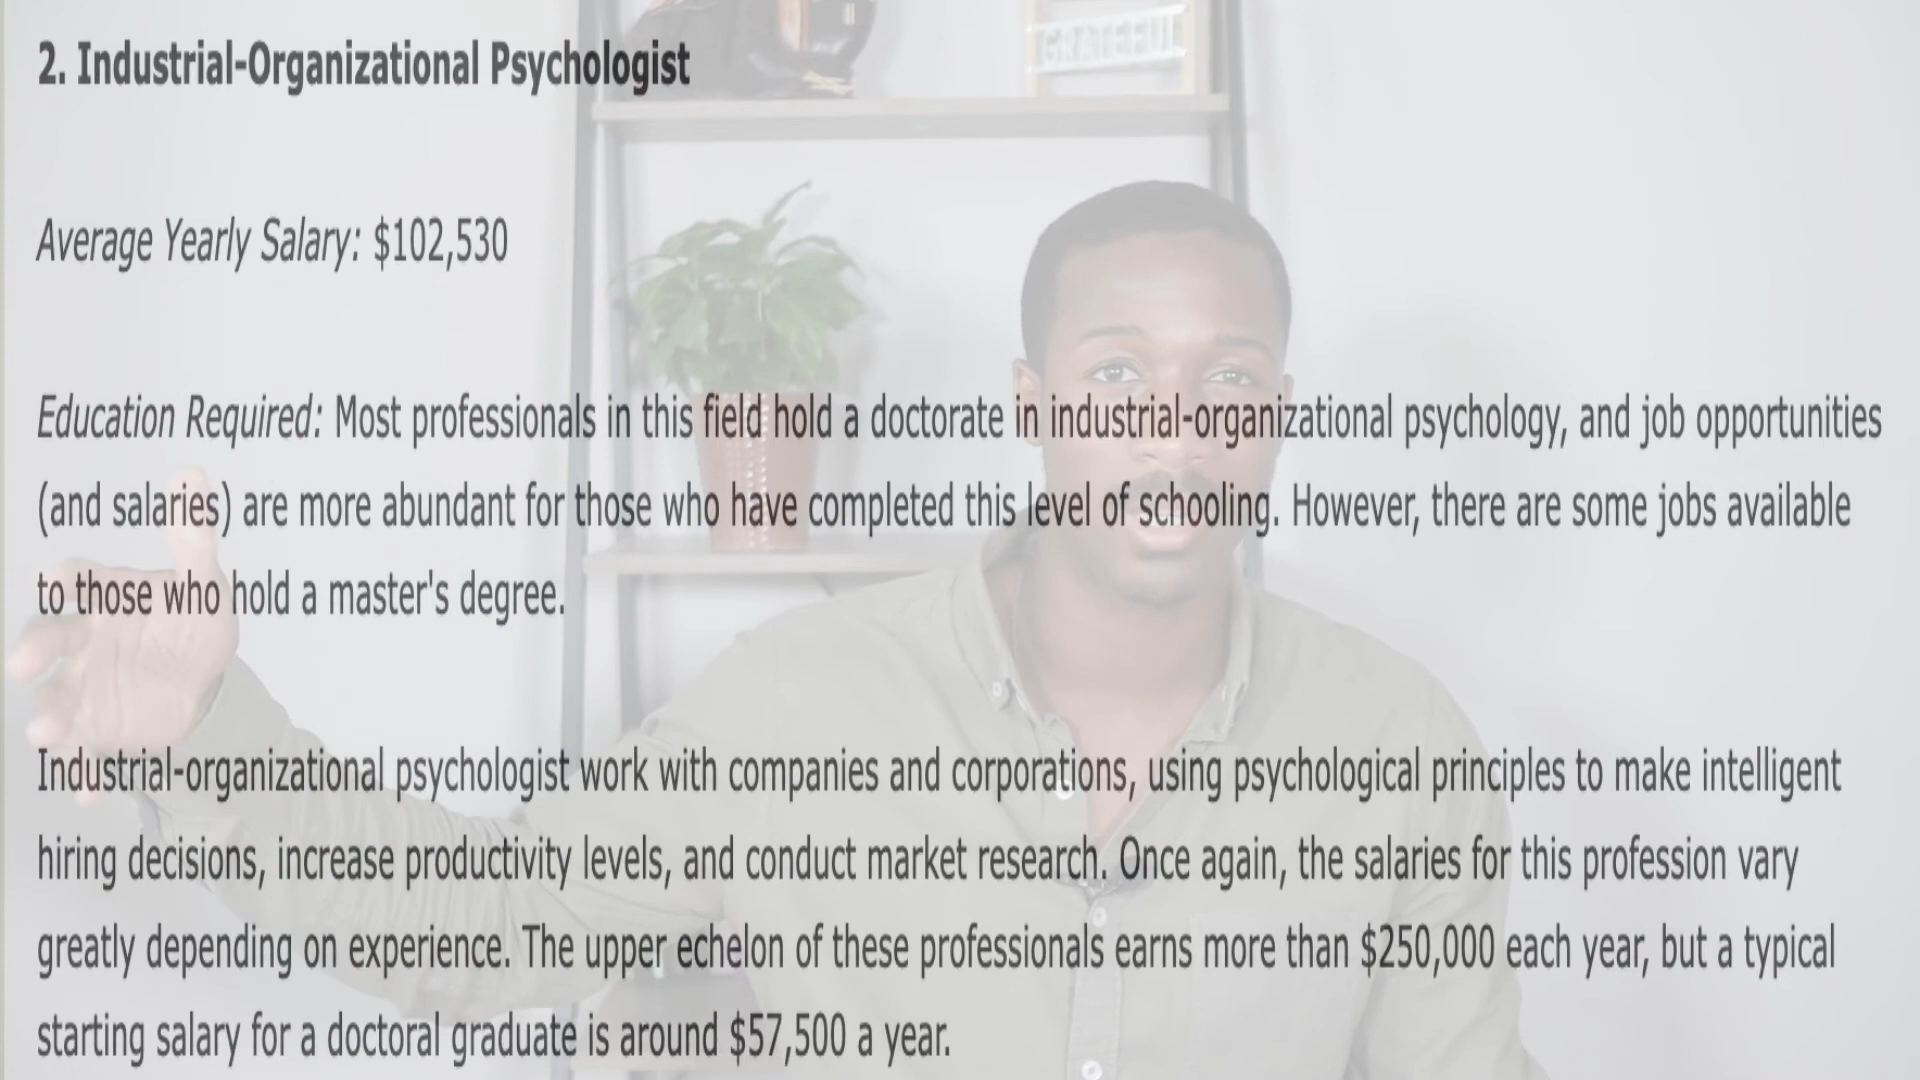 GRATEFUL
2. Industrial-Organizational Psychologist
Average Yearly Salary: $102,530
Education Required: Most professionals in this field hold a doctorate in industrial-organizational psychology, and job opportunities
(and salaries) are more abundant for those who have completed this level of schooling. However, there are some jobs available
to those who hold a master's degree.
Industrial-organizational psychologist work with companies and corporations, using psychological principles to make intelligent
hiring decisions, increase productivity levels, and conduct market research. Once again, the salaries for this profession vary
greatly depending on experience. The upper echelon of these professionals earns more than $250,000 each year, but a typical
starting salary for a doctoral graduate is around $57,500 a year.